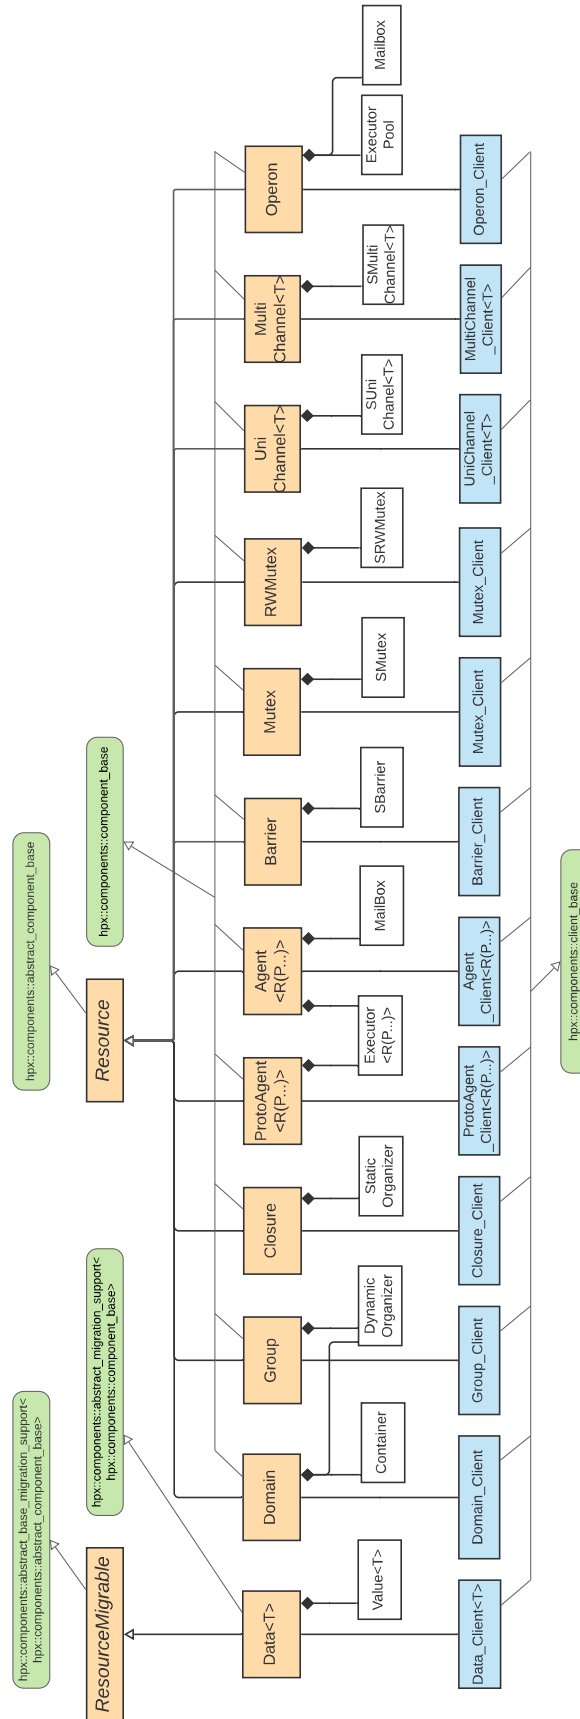 hpx::components::abstract_base_migration_support<
hpx::components::abstract_component_base>
hpx::components::abstract_component_base
ResourceMigrable
hpx::components::abstract_migration_support<
hpx::components::component_base>
Resource
hpx::components::component_base
Data<T>
Domain
Group
Closure
ProtoAgent
<R(P...)>
Agent
<R(P...)>
Barrier
Mutex
RWMutex
Uni
Channel<T>
Multi
Channel<T>
Operon
Value<T>
Container
Dynamic
Organizer
Static
Organizer
Executor
<R(P...)>
MailBox
SBarrier
SMutex
SRWMutex
SUni
Chanel<T>
SMulti
Channel<T>
Executor
Pool
Mailbox
Data_Client<T>
Domain_Client
Group_Client
Closure_Client
ProtoAgent
_Client<R(P...)>
Agent
_Client<R(P...)>
Barrier_Client
Mutex_Client
Mutex_Client
UniChannel
_Client<T>
MultiChannel
_Client<T>
Operon_Client
hpx::components::client_base